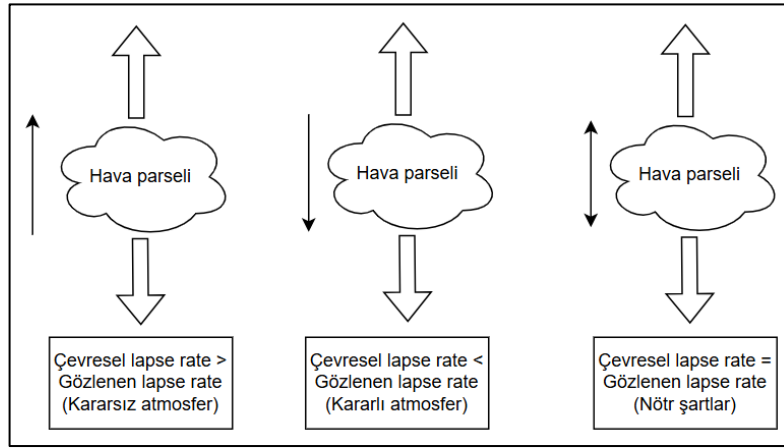 Hava parseli
Hava parseli
Hava parseli
Çevresel lapse rate >
Gözlenen lapse rate
(Kararsız atmosfer)
Çevresel lapse rate <
Gözlenen lapse rate
(Kararlı atmosfer)
Çevresel lapse rate =
Gözlenen lapse rate
(Nötr şartlar)